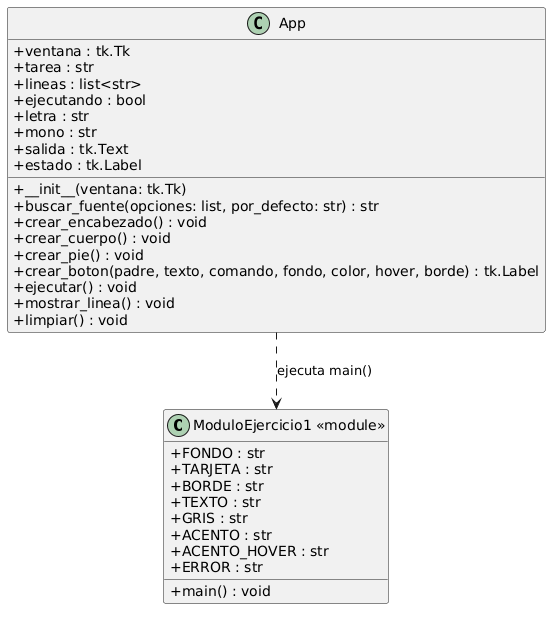 C App
+ventana : tk.Tk
+tarea : str
+lineas : list<str>
+ejecutando : bool
+letra : str
+mono : str
+salida : tk.Text
+estado : tk.Label
+__init__(ventana: tk.Tk)
+buscar_fuente(opciones: list, por_defecto: str) : str
+crear_encabezado() : void
+crear_cuerpo() : void
+crear_pie() : void
+crear_boton(padre, texto, comando, fondo, color, hover, borde) : tk.Label
+ejecutar() : void
+mostrar_linea() : void
+limpiar() : void
ejecuta main()
C ModuloEjercicio1 «module»
+FONDO : str
+TARJETA : str
+BORDE : str
+TEXTO : str
+GRIS : str
+ACENTO : str
+ACENTO_HOVER : str
+ERROR : str
+main() : void